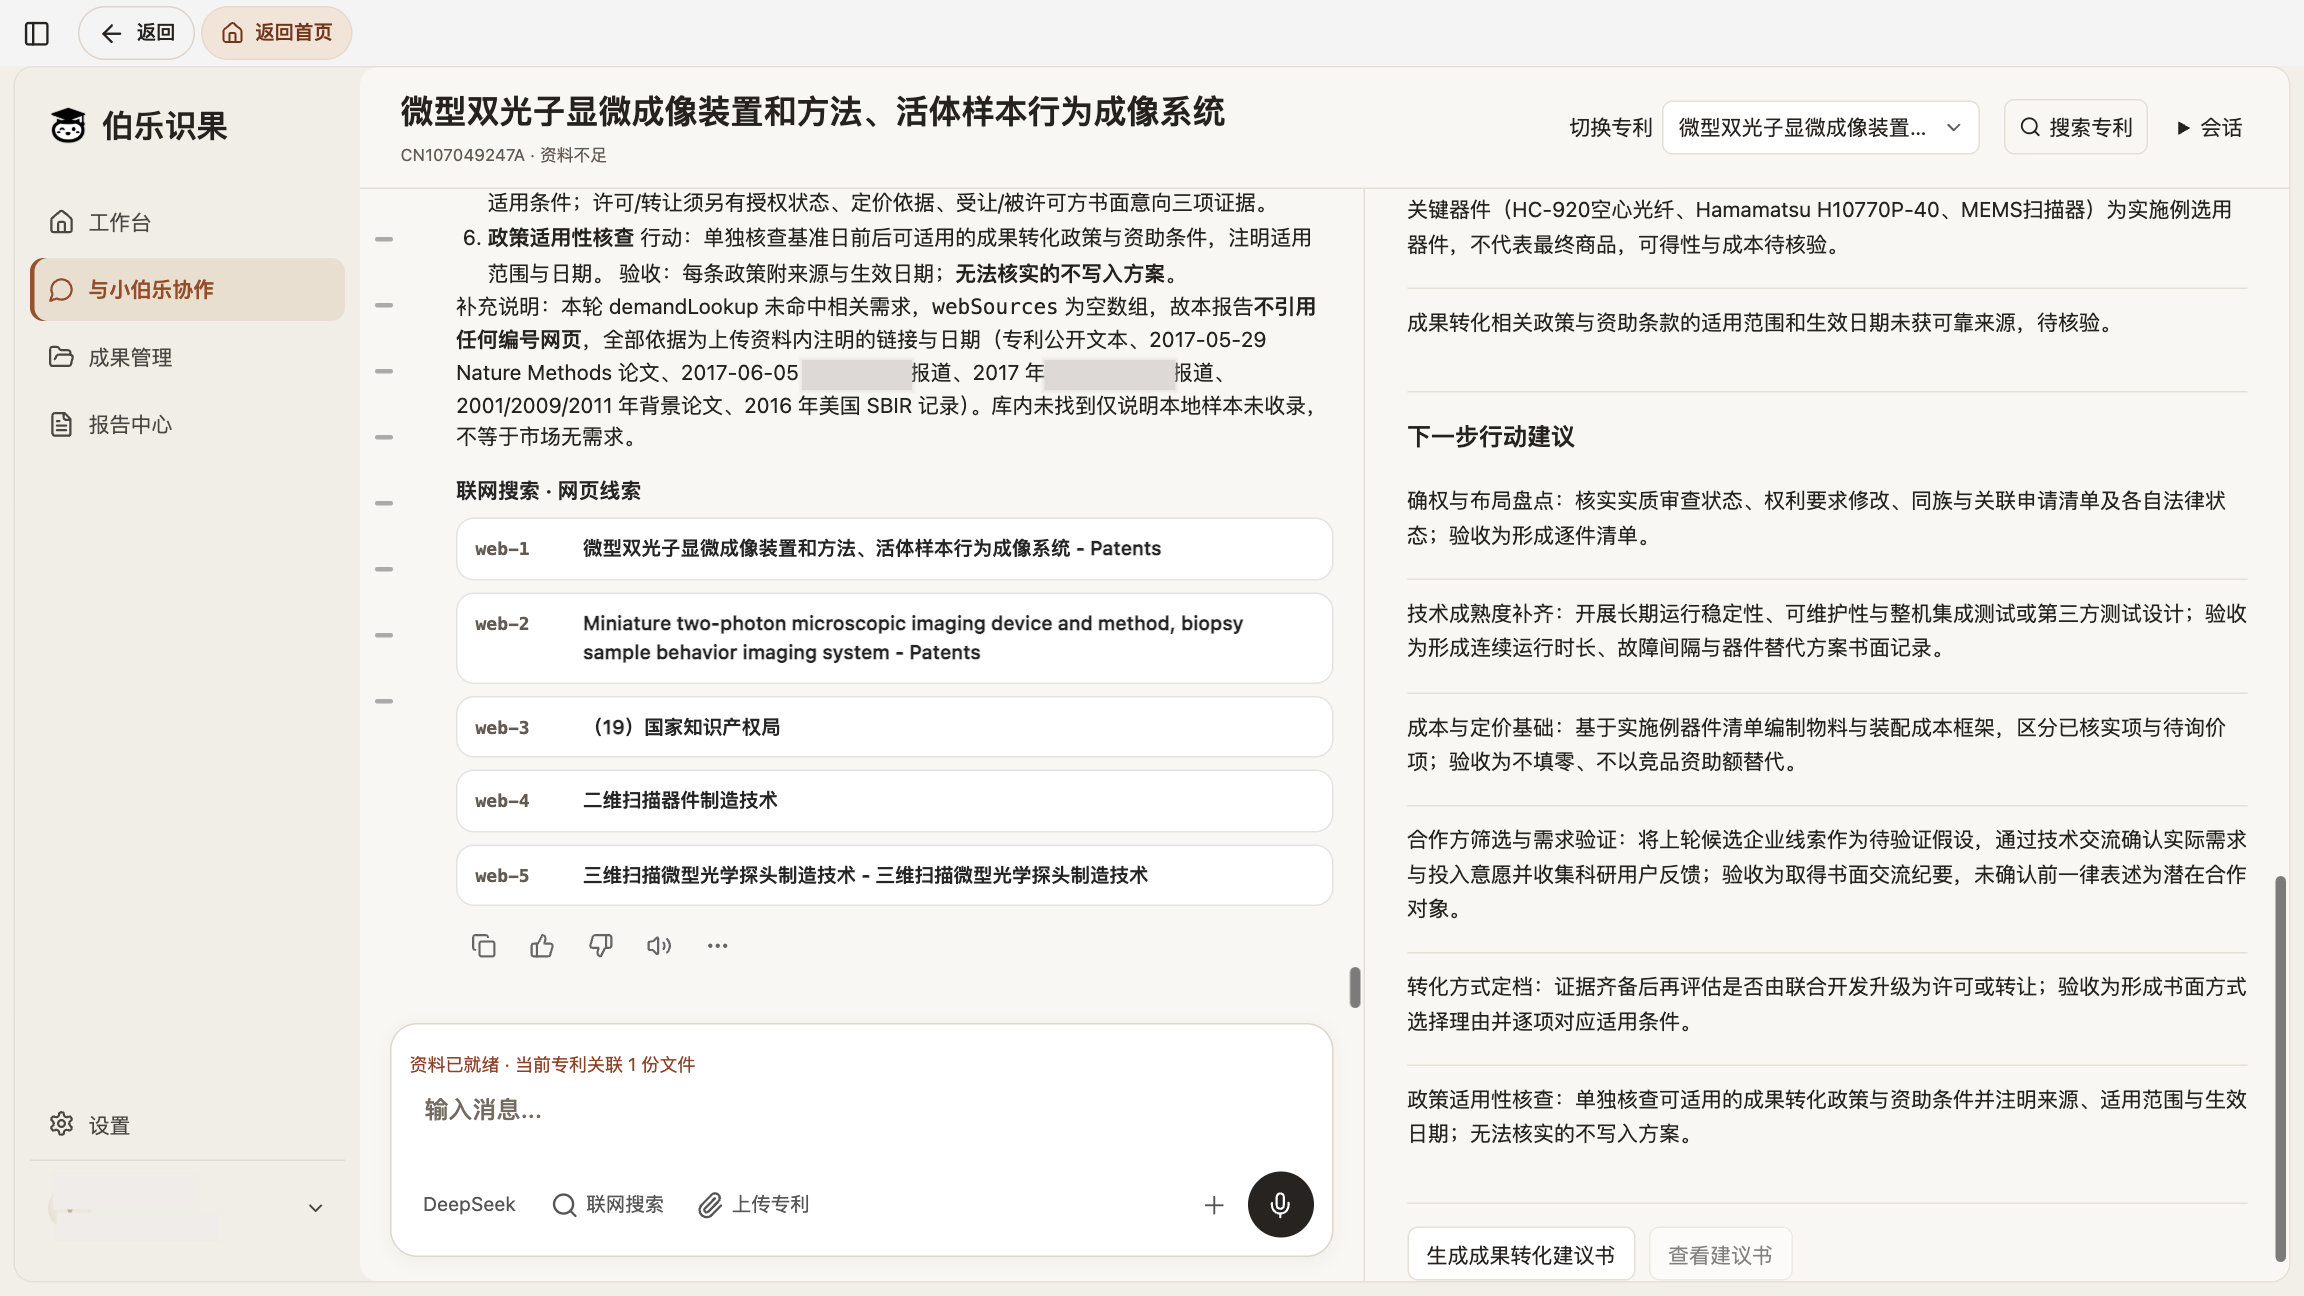 返回
返回首页
伯乐识果
工作台
与小伯乐协作
成果管理
报告中心
设置
微型双光子显微成像装置和方法、活体样本行为成像系统
CN107049247A · 资料不足
切换专利
微型双光子显微成像装置...
搜索专利
会话
适用条件；许可/转让须另有授权状态、定价依据、受让/被许可方书面意向三项证据。
6. 政策适用性核查 行动：单独核查基准日前后可适用的成果转化政策与资助条件，注明适用
范围与日期。 验收：每条政策附来源与生效日期；无法核实的不写入方案。
补充说明：本轮 demandLookup 未命中相关需求，webSources 为空数组，故本报告不引用
任何编号网页，全部依据为上传资料内注明的链接与日期（专利公开文本、2017-05-29
Nature Methods 论文、2017-06-05 报道、2017 年 报道、
2001/2009/2011 年背景论文、2016 年美国 SBIR 记录）。库内未找到仅说明本地样本未收录，
不等于市场无需求。
联网搜索 · 网页线索
web-1 微型双光子显微成像装置和方法、活体样本行为成像系统 - Patents
web-2 Miniature two-photon microscopic imaging device and method, biopsy
sample behavior imaging system - Patents
web-3 （19）国家知识产权局
web-4 二维扫描器件制造技术
web-5 三维扫描微型光学探头制造技术 - 三维扫描微型光学探头制造技术
资料已就绪 · 当前专利关联 1 份文件
输入消息...
DeepSeek
联网搜索
上传专利
关键器件（HC-920空心光纤、Hamamatsu H10770P-40、MEMS扫描器）为实施例选用
器件，不代表最终商品，可得性与成本待核验。
成果转化相关政策与资助条款的适用范围和生效日期未获可靠来源，待核验。
下一步行动建议
确权与布局盘点：核实实质审查状态、权利要求修改、同族与关联申请清单及各自法律状
态；验收为形成逐件清单。
技术成熟度补齐：开展长期运行稳定性、可维护性与整机集成测试或第三方测试设计；验收
为形成连续运行时长、故障间隔与器件替代方案书面记录。
成本与定价基础：基于实施例器件清单编制物料与装配成本框架，区分已核实项与待询价
项；验收为不填零、不以竞品资助额替代。
合作方筛选与需求验证：将上轮候选企业线索作为待验证假设，通过技术交流确认实际需求
与投入意愿并收集科研用户反馈；验收为取得书面交流纪要，未确认前一律表述为潜在合作
对象。
转化方式定档：证据齐备后再评估是否由联合开发升级为许可或转让；验收为形成书面方式
选择理由并逐项对应适用条件。
政策适用性核查：单独核查可适用的成果转化政策与资助条件并注明来源、适用范围与生效
日期；无法核实的不写入方案。
生成成果转化建议书
查看建议书